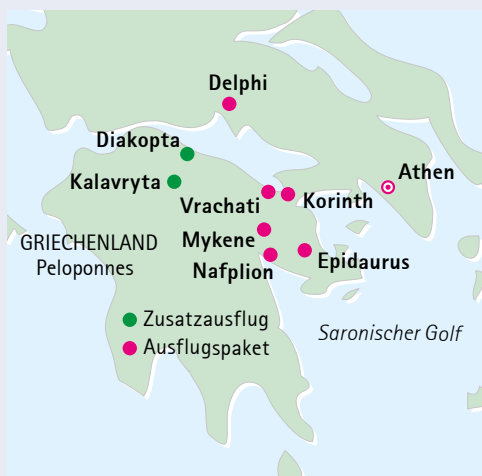 Delphi
Diakopta
Kalavryta
Athen
Vrachati
Korinth
GRIECHENLAND
Peloponnes
Mykene
Nafplion
Epidaurus
Zusatzausflug
Ausflugspaket
Saronischer Golf